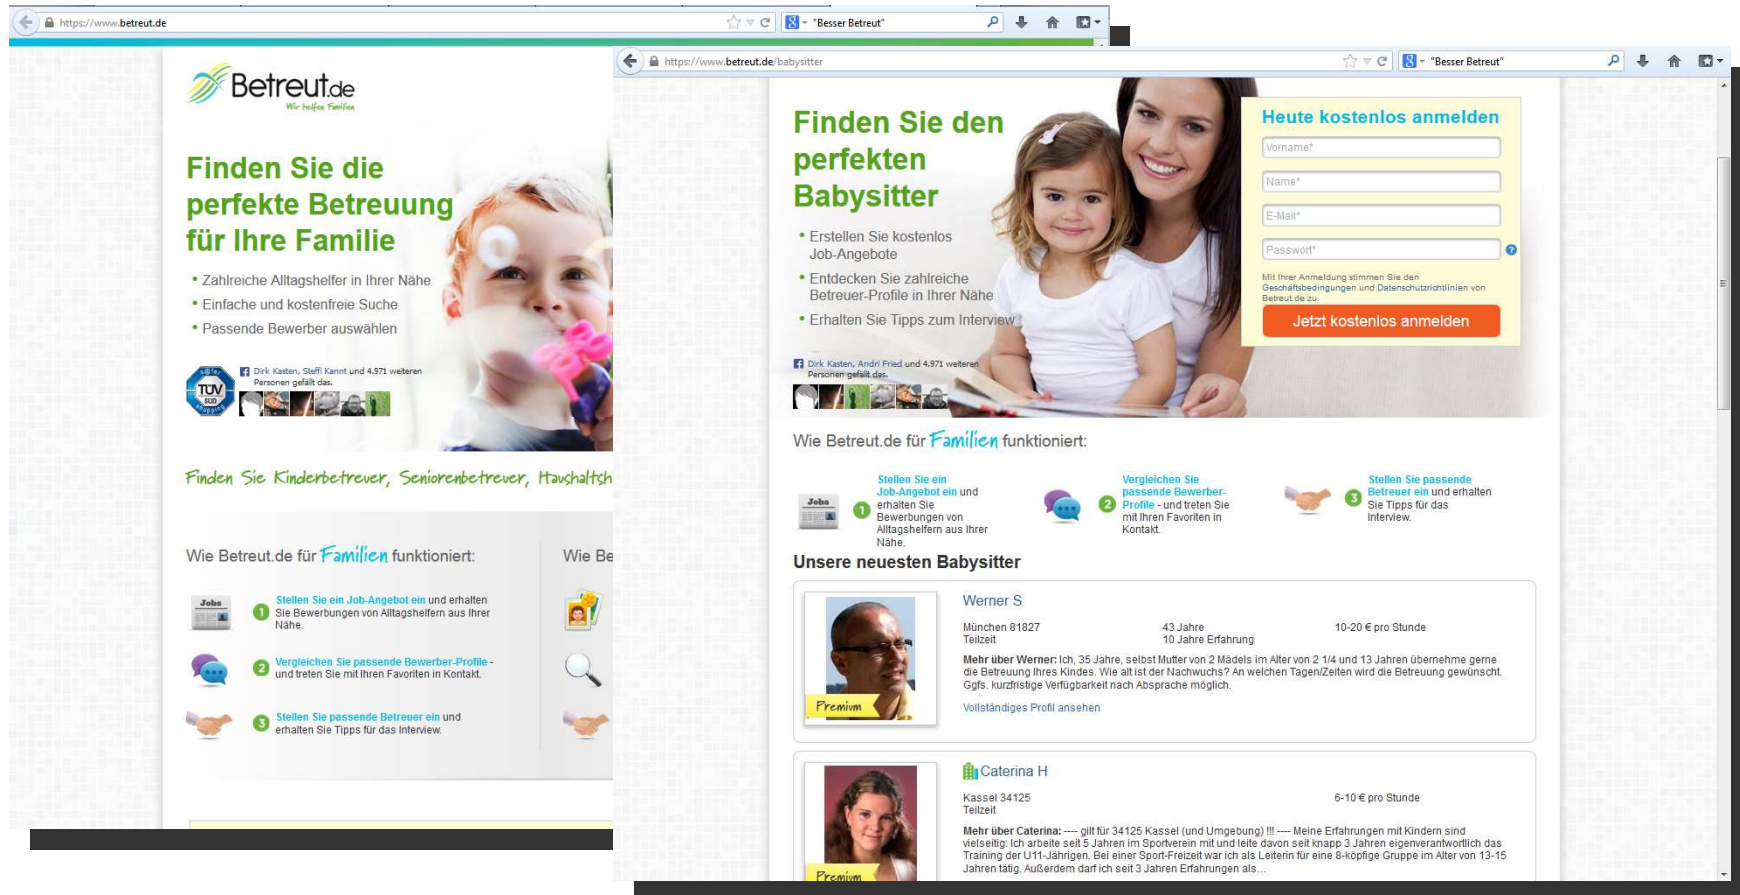 https://www.betreut.de
"Besser Betreut"
Betreut.de
Wir helfen Familien
Finden Sie die
perfekte Betreuung
für Ihre Familie
• Zahlreiche Alltagshelfer in Ihrer Nähe
• Einfache und kostenfreie Suche
• Passende Bewerber auswählen
safer
TÜV
SÜD
shopping
Dirk Kasten, Steffi Kannt und 4.971 weiteren
Personen gefällt das.
Finden Sie Kinderbetreuer, Seniorenbetreuer, Haushaltsh
Wie Betreut.de für Familien funktioniert:
Wie Be
Jobs
1
Stellen Sie ein Job-Angebot ein und erhalten
Sie Bewerbungen von Alltagshelfern aus Ihrer
Nähe.
2
Vergleichen Sie passende Bewerber-Profile -
und treten Sie mit Ihren Favoriten in Kontakt.
3
Stellen Sie passende Betreuer ein und
erhalten Sie Tipps für das Interview.
https://www.betreut.de/babysitter
"Besser Betreut"
Finden Sie den
perfekten
Babysitter
• Erstellen Sie kostenlos
Job-Angebote
• Entdecken Sie zahlreiche
Betreuer-Profile in Ihrer Nähe
• Erhalten Sie Tipps zum Interview
Dirk Kasten, Andri Fried und 4.971 weiteren
Personen gefällt das.
Heute kostenlos anmelden
Vorname*
Name*
E-Mail*
Passwort*
Mit Ihrer Anmeldung stimmen Sie den
Geschäftsbedingungen und Datenschutzrichtlinien von
Betreut.de zu.
Jetzt kostenlos anmelden
Wie Betreut.de für Familien funktioniert:
Jobs
1
Stellen Sie ein
Job-Angebot ein und
erhalten Sie
Bewerbungen von
Alltagshelfern aus Ihrer
Nähe.
2
Vergleichen Sie
passende Bewerber-
Profile - und treten Sie
mit Ihren Favoriten in
Kontakt.
3
Stellen Sie passende
Betreuer ein und erhalten
Sie Tipps für das
Interview.
Unsere neuesten Babysitter
Werner S
München 81827 43 Jahre 10-20 € pro Stunde
Teilzeit 10 Jahre Erfahrung
Mehr über Werner: Ich, 35 Jahre, selbst Mutter von 2 Mädels im Alter von 2 1/4 und 13 Jahren übernehme gerne
die Betreuung Ihres Kindes. Wie alt ist der Nachwuchs? An welchen Tagen/Zeiten wird die Betreuung gewünscht.
Ggfs. kurzfristige Verfügbarkeit nach Absprache möglich.
Vollständiges Profil ansehen
Premium
Caterina H
Kassel 34125 6-10 € pro Stunde
Teilzeit
Mehr über Caterina: ---- gilt für 34125 Kassel (und Umgebung) !!! ---- Meine Erfahrungen mit Kindern sind
vielseitig: Ich arbeite seit 5 Jahren im Sportverein mit und leite davon seit knapp 3 Jahren eigenverantwortlich das
Training der U11-Jährigen. Bei einer Sport-Freizeit war ich als Leiterin für eine 8-köpfige Gruppe im Alter von 13-15
Jahren tätig. Außerdem darf ich seit 3 Jahren Erfahrungen als...
Premium